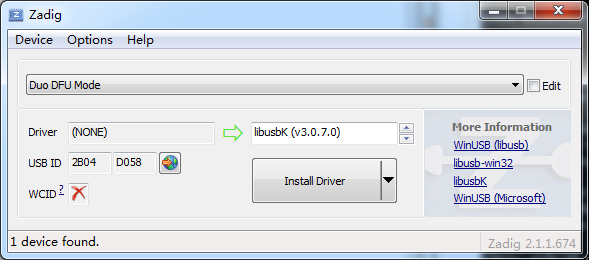 Zadig
Device Options Help
Duo DFU Mode
Edit
Driver (NONE) libusbK (v3.0.7.0)
USB ID 2B04 D058
WCID ?
Install Driver
More Information
WinUSB (libusb)
libusb-win32
libusbK
WinUSB (Microsoft)
1 device found.
Zadig 2.1.1.674